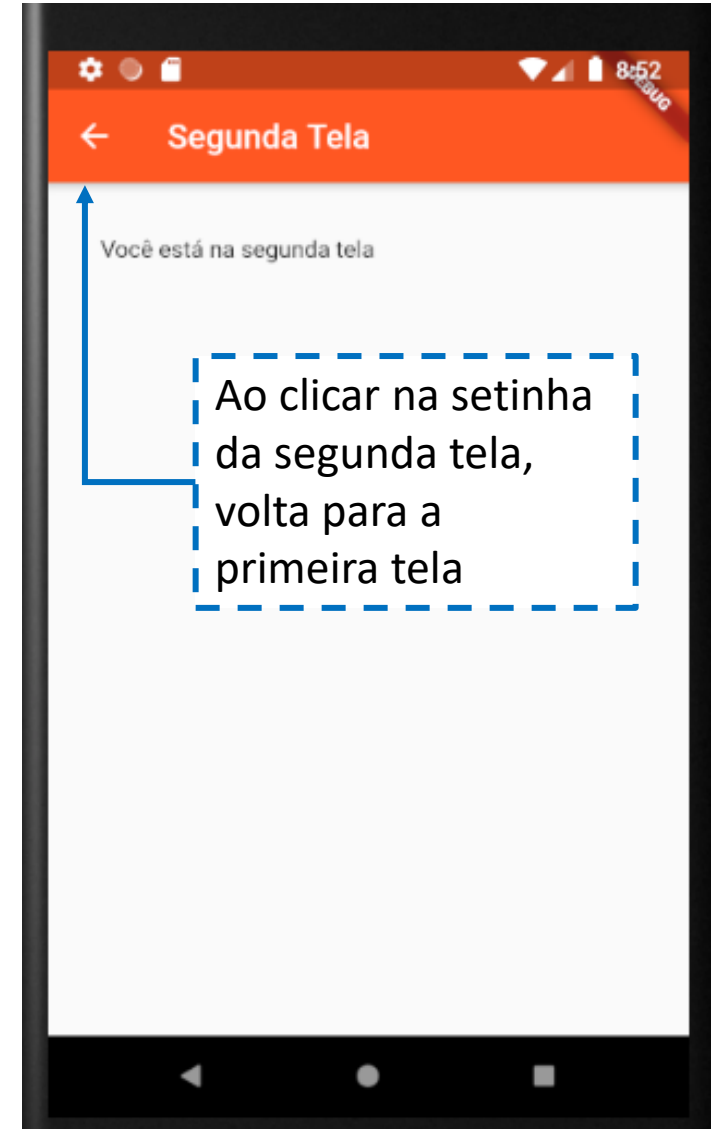 8:52
DEBUG
Segunda Tela
Você está na segunda tela
Ao clicar na setinha
da segunda tela,
volta para a
primeira tela